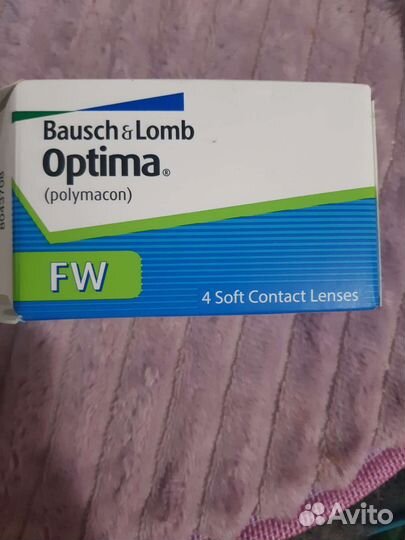 Bausch & Lomb
Optima®
(polymacon)
FW
4 Soft Contact Lenses
Avito